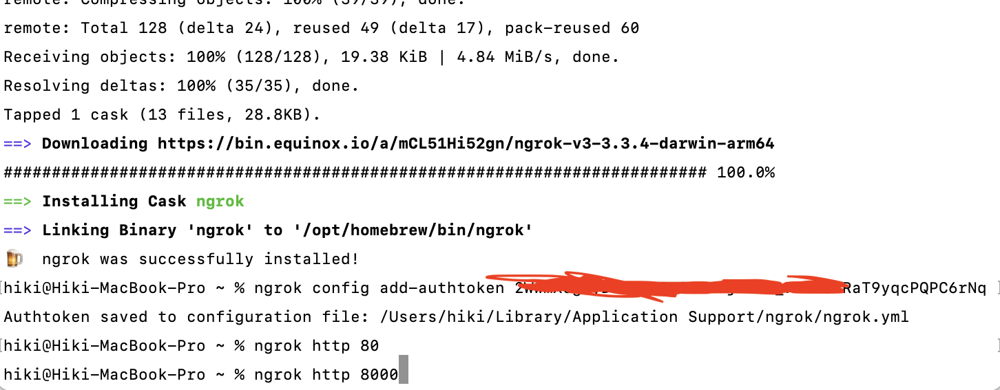 remote: Compressing objects: 100% (39/39), done.
remote: Total 128 (delta 24), reused 49 (delta 17), pack-reused 60
Receiving objects: 100% (128/128), 19.38 KiB | 4.84 MiB/s, done.
Resolving deltas: 100% (35/35), done.
Tapped 1 cask (13 files, 28.8KB).
==> Downloading https://bin.equinox.io/a/mCL51Hi52gn/ngrok-v3-3.3.4-darwin-arm64
######################################################################### 100.0%
==> Installing Cask ngrok
==> Linking Binary 'ngrok' to '/opt/homebrew/bin/ngrok'
🍺 ngrok was successfully installed!
[hiki@Hiki-MacBook-Pro ~ % ngrok config add-authtoken ]
Authtoken saved to configuration file: /Users/hiki/Library/Application Support/ngrok/ngrok.yml
[hiki@Hiki-MacBook-Pro ~ % ngrok http 80 ]
hiki@Hiki-MacBook-Pro ~ % ngrok http 8000